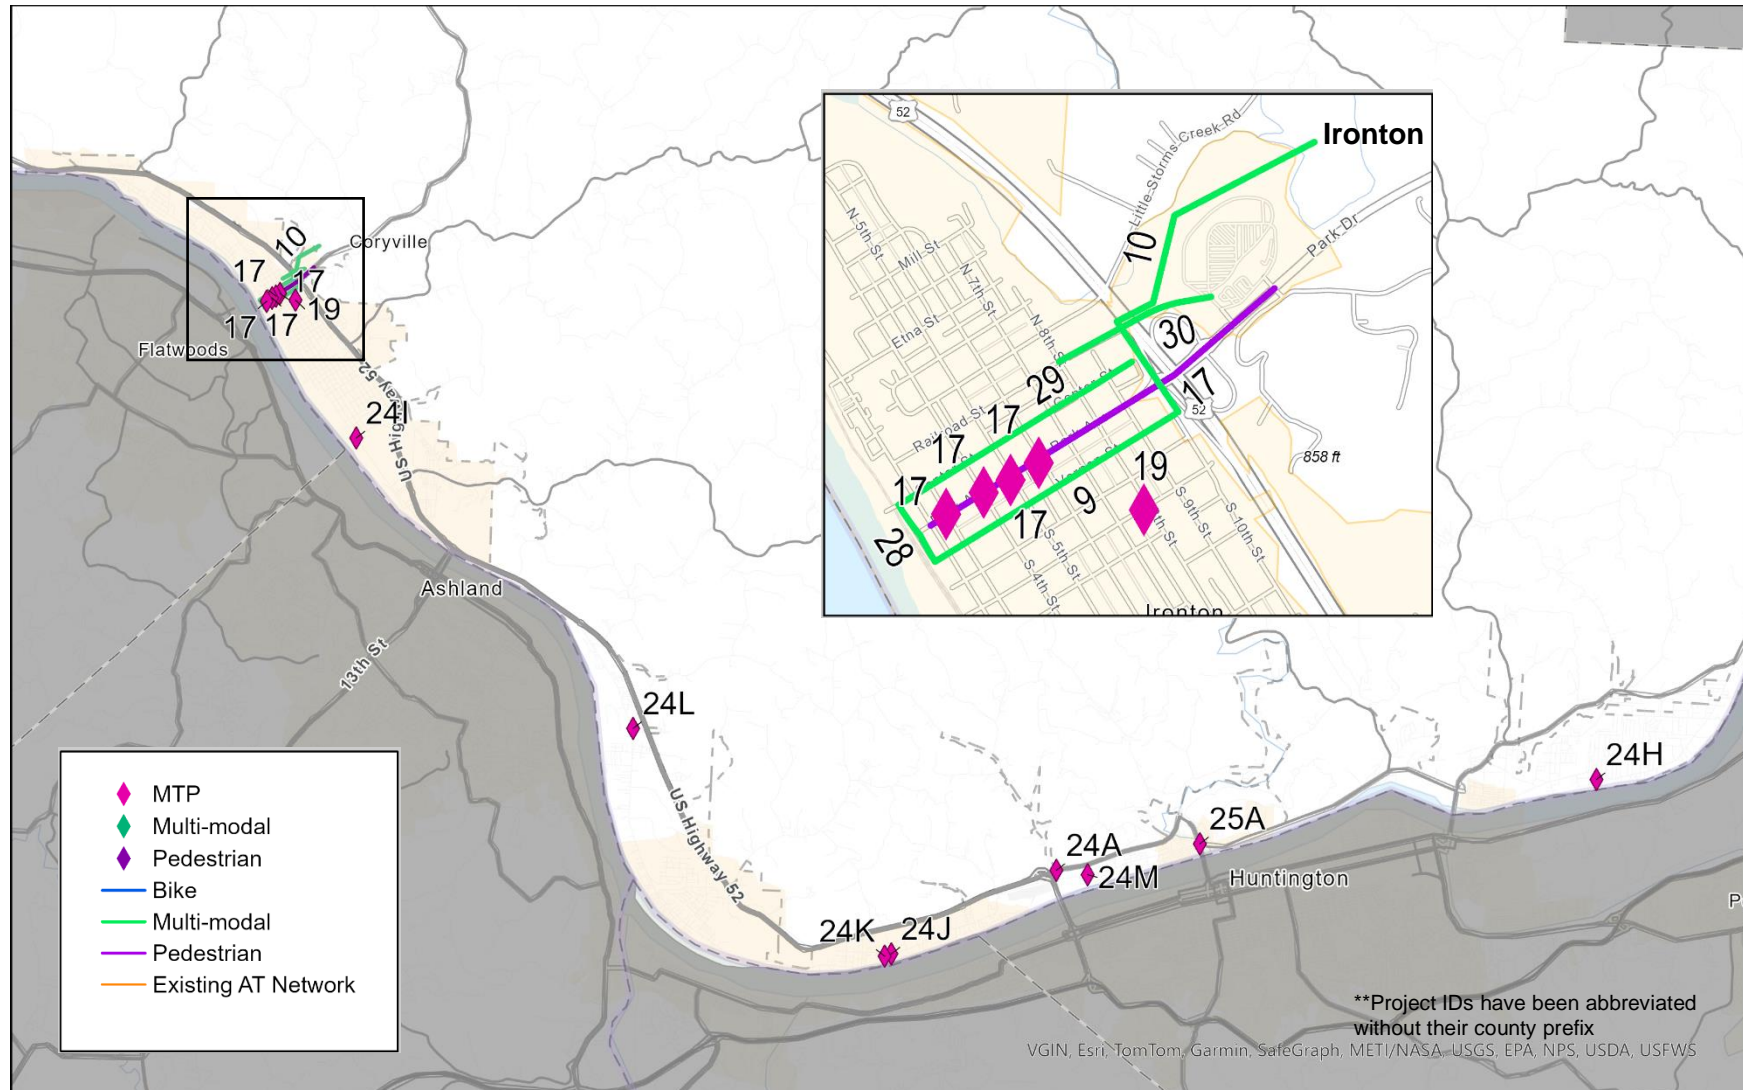 Ironton
52
Little Storms Creek Rd
Park Dr
N 5th St
Mill St
N 7th St
Etna St
N 8th St
10
30
29
17
52
Railroad St
17
17
17
858 ft
19
9
17
28
S 5th St
S 4th St
S 9th St
S 10th St
Ironton
10
Coryville
17
17
19
17
17
Flatwoods
US Highway 52
24I
Ashland
13th St
24L
US Highway 52
24H
25A
24A
24M
Huntington
24K
24J
MTP
Multi-modal
Pedestrian
Bike
Multi-modal
Pedestrian
Existing AT Network
**Project IDs have been abbreviated
without their county prefix
VGIN, Esri, TomTom, Garmin, SafeGraph, METI/NASA, USGS, EPA, NPS, USDA, USFWS